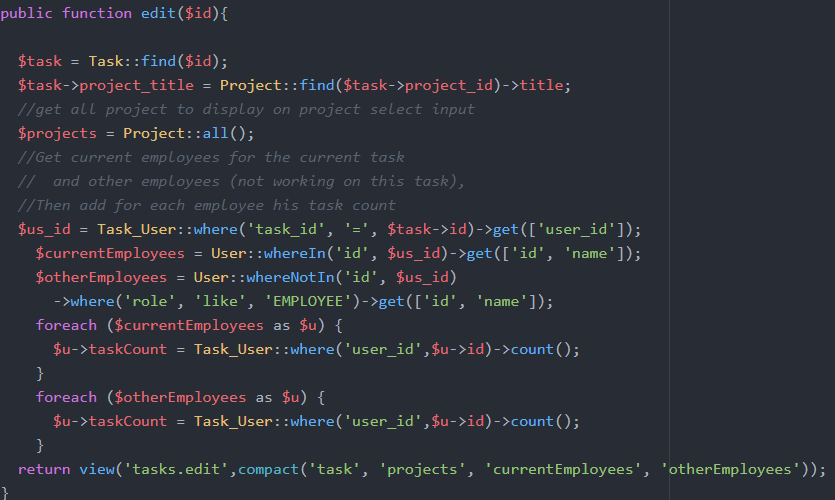 public function edit($id){
$task = Task::find($id);
$task->project_title = Project::find($task->project_id)->title;
//get all project to display on project select input
$projects = Project::all();
//Get current employees for the current task
//  and other employees (not working on this task),
//Then add for each employee his task count
$us_id = Task_User::where('task_id', '=', $task->id)->get(['user_id']);
$currentEmployees = User::whereIn('id', $us_id)->get(['id', 'name']);
$otherEmployees = User::whereNotIn('id', $us_id)
->where('role', 'like', 'EMPLOYEE')->get(['id', 'name']);
foreach ($currentEmployees as $u) {
$u->taskCount = Task_User::where('user_id',$u->id)->count();
}
foreach ($otherEmployees as $u) {
$u->taskCount = Task_User::where('user_id',$u->id)->count();
}
return view('tasks.edit',compact('task', 'projects', 'currentEmployees', 'otherEmployees'));
}